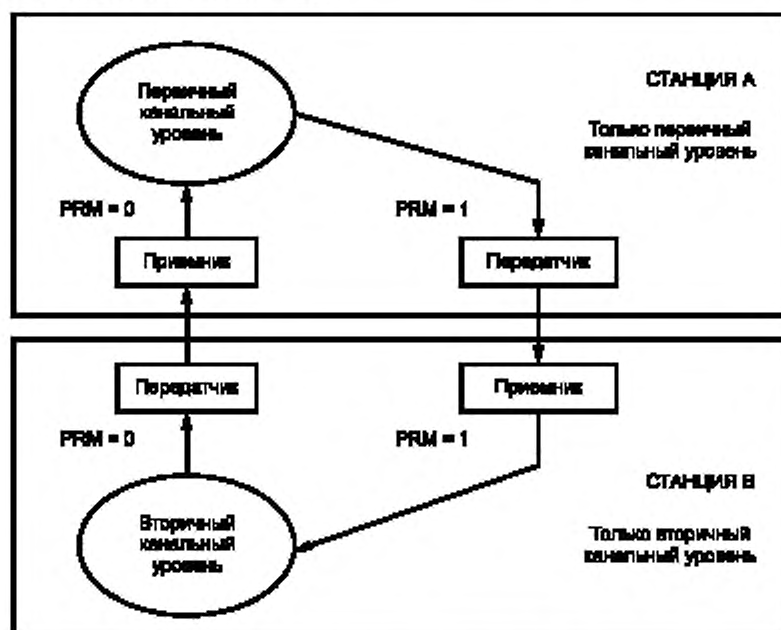 Первичный
канальный
уровень
СТАНЦИЯ А
Только первичный
канальный уровень
PRM = 0
PRM = 1
Приемник
Передатчик
Передатчик
Приемник
PRM = 0
PRM = 1
Вторичный
канальный
уровень
СТАНЦИЯ В
Только вторичный
канальный уровень